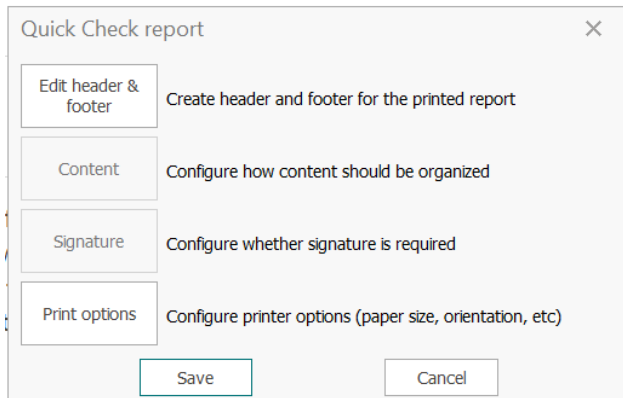 Quick Check report
Edit header &
footer
Create header and footer for the printed report
Content
Configure how content should be organized
Signature
Configure whether signature is required
Print options
Configure printer options (paper size, orientation, etc)
Save
Cancel